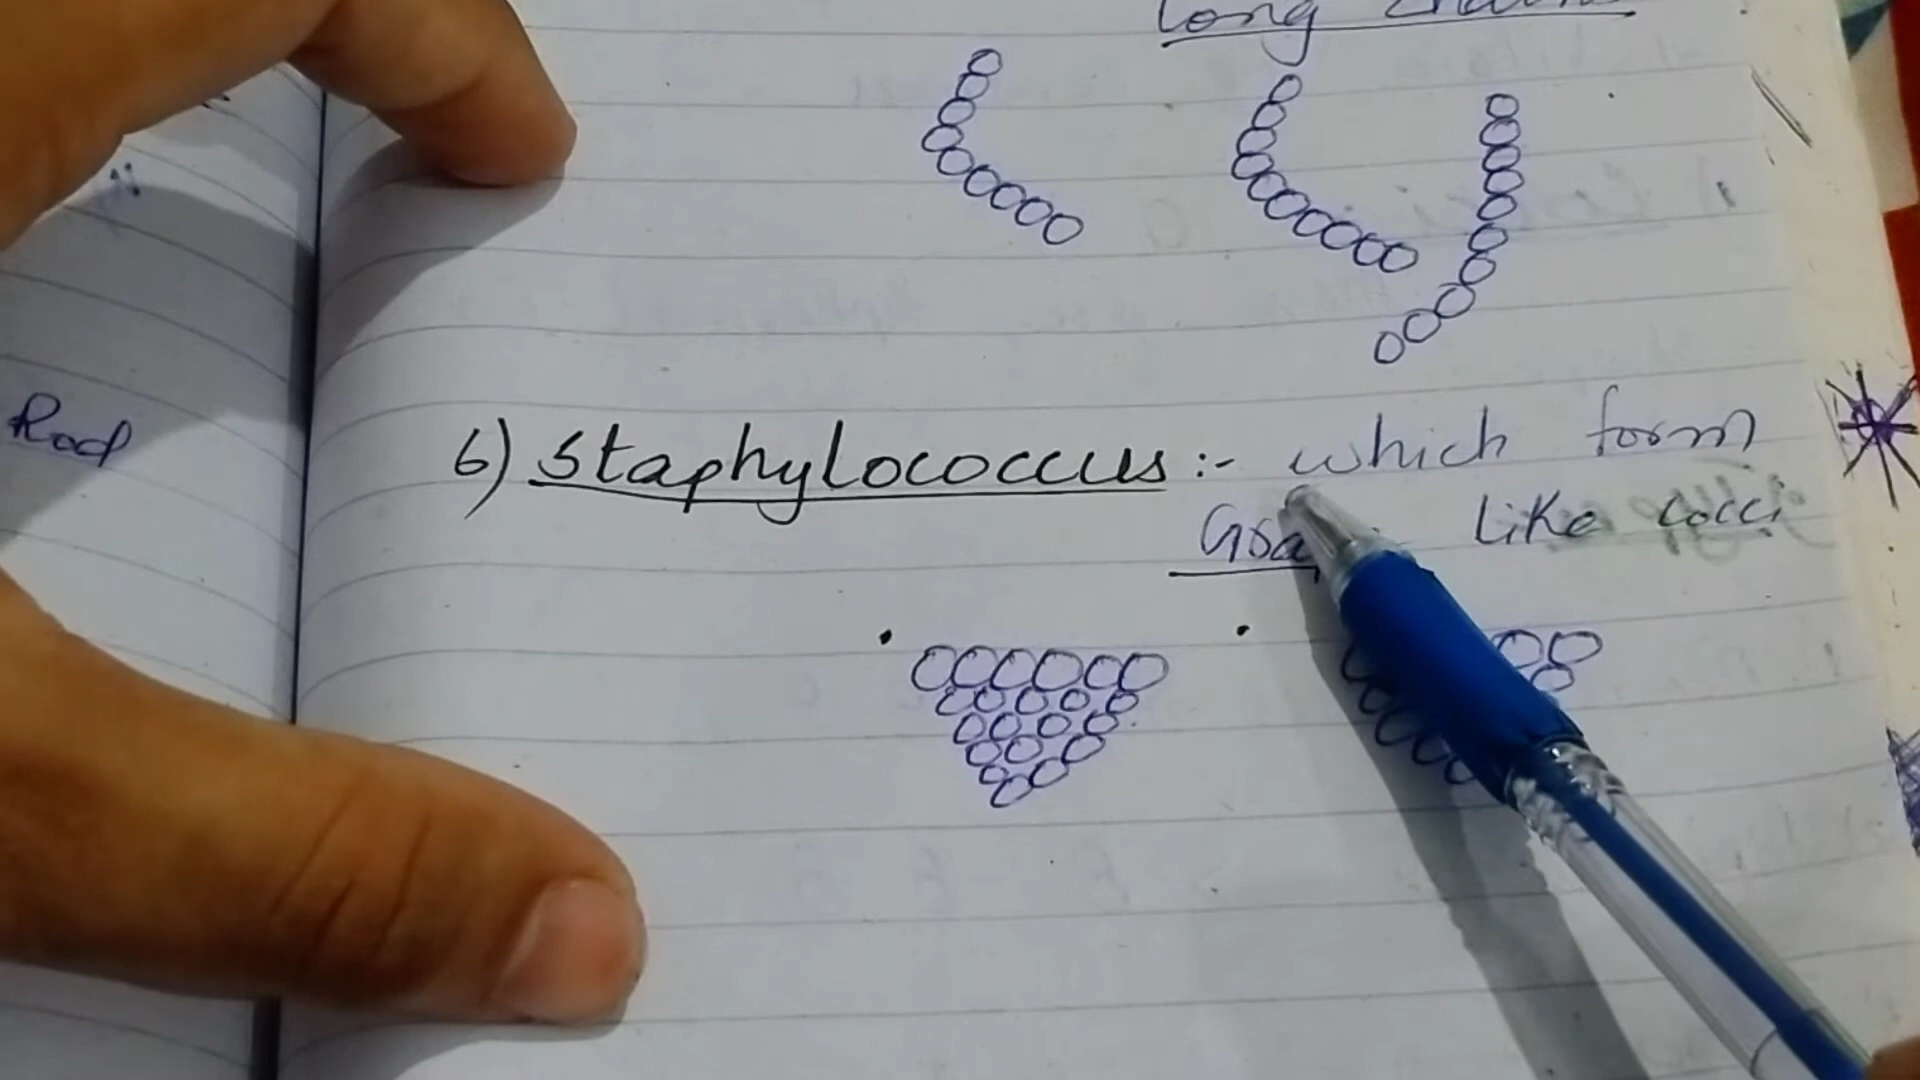 Long
Rod
6) Staphylococcus :- which form
Like cocci